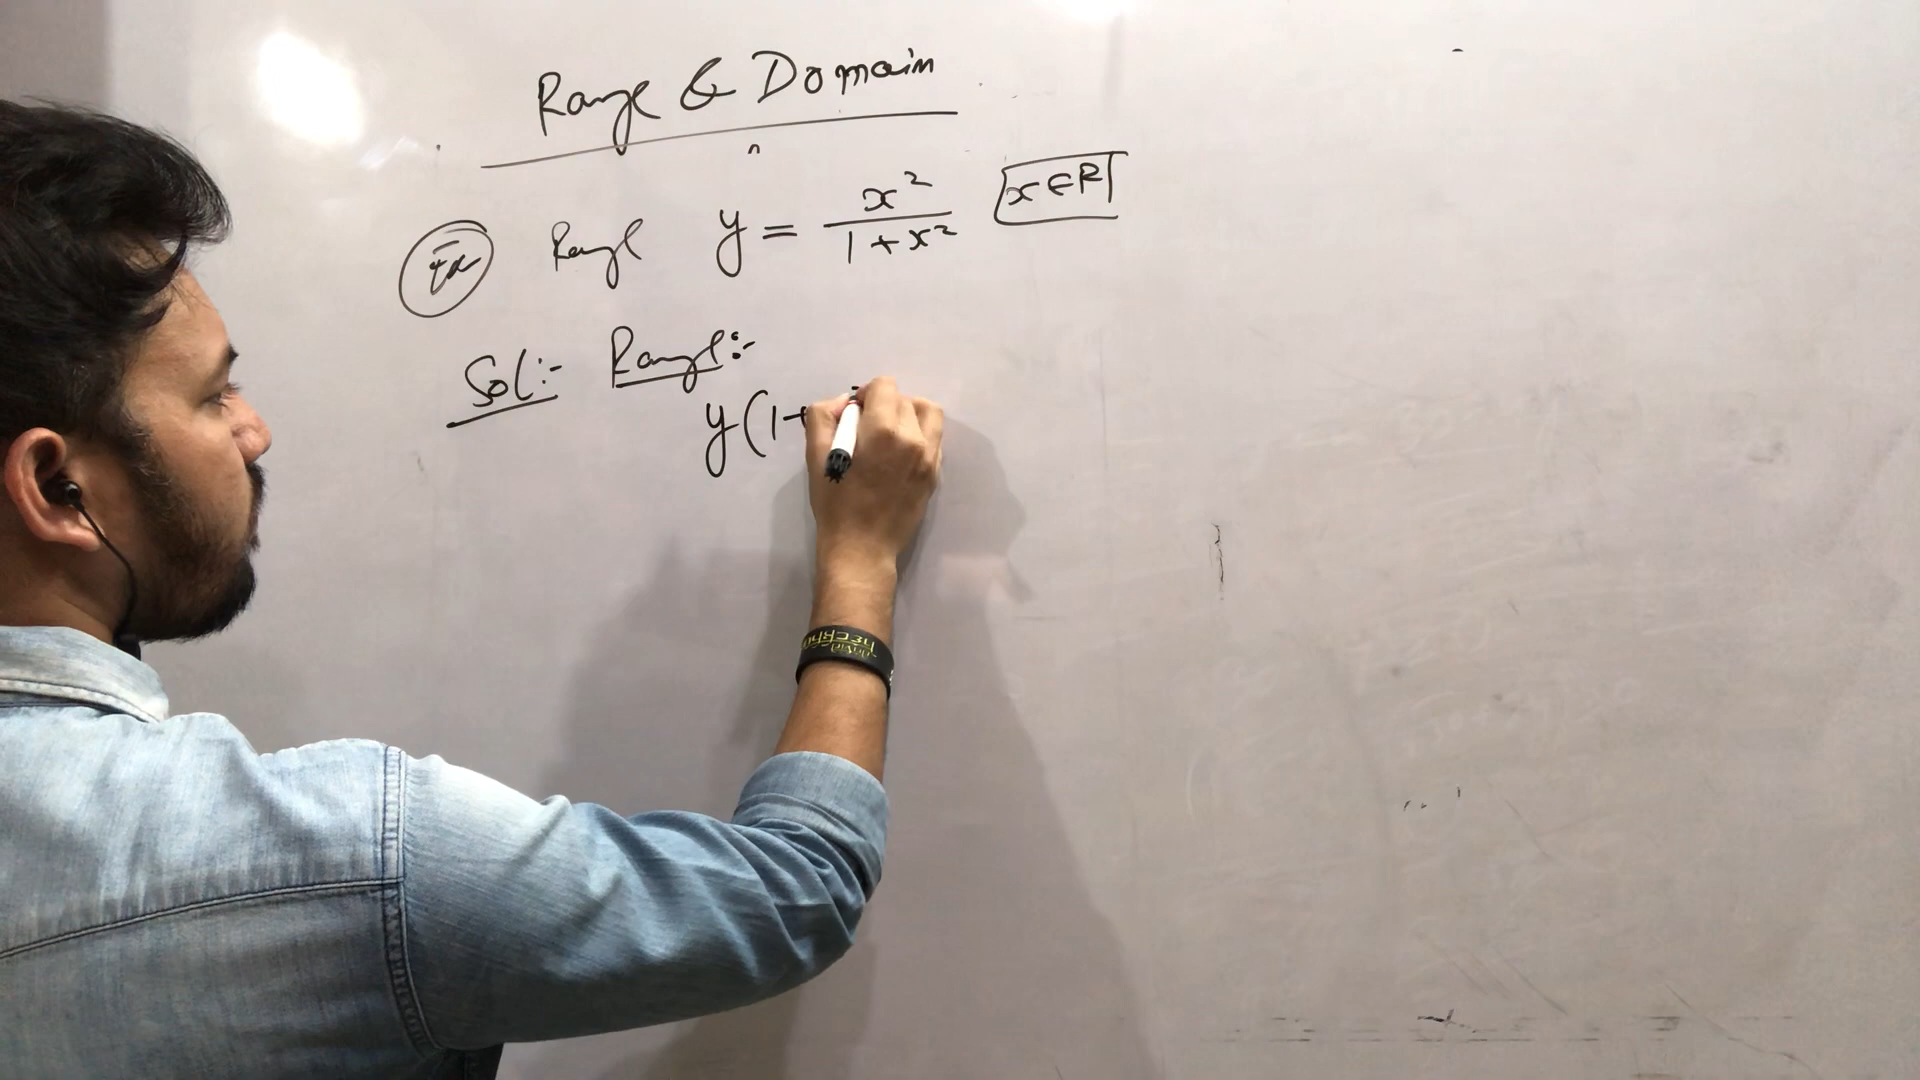 Range & Domain
Ex Range y = x²/(1+x²) x∈R
Sol:- Range:-
y(1+